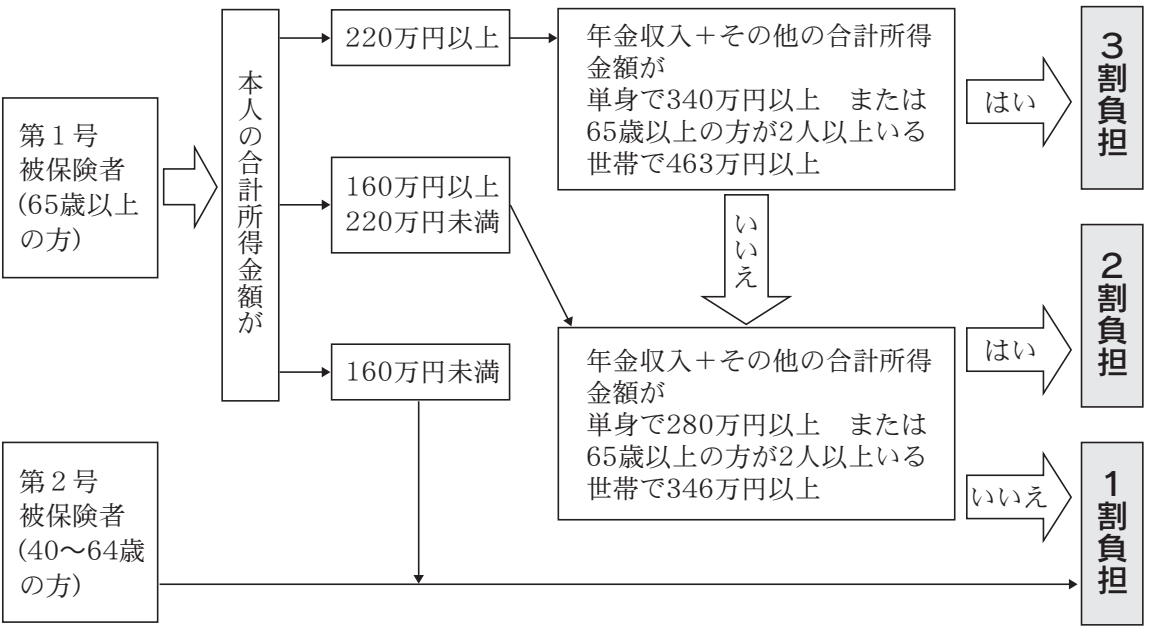 第１号
被保険者
(65歳以上
の方)
本人の合計所得金額が
220万円以上
年金収入＋その他の合計所得
金額が
単身で340万円以上　または
65歳以上の方が2人以上いる
世帯で463万円以上
はい
３割負担
160万円以上
220万円未満
いいえ
160万円未満
年金収入＋その他の合計所得
金額が
単身で280万円以上　または
65歳以上の方が2人以上いる
世帯で346万円以上
はい
２割負担
いいえ
１割負担
第２号
被保険者
(40〜64歳
の方)